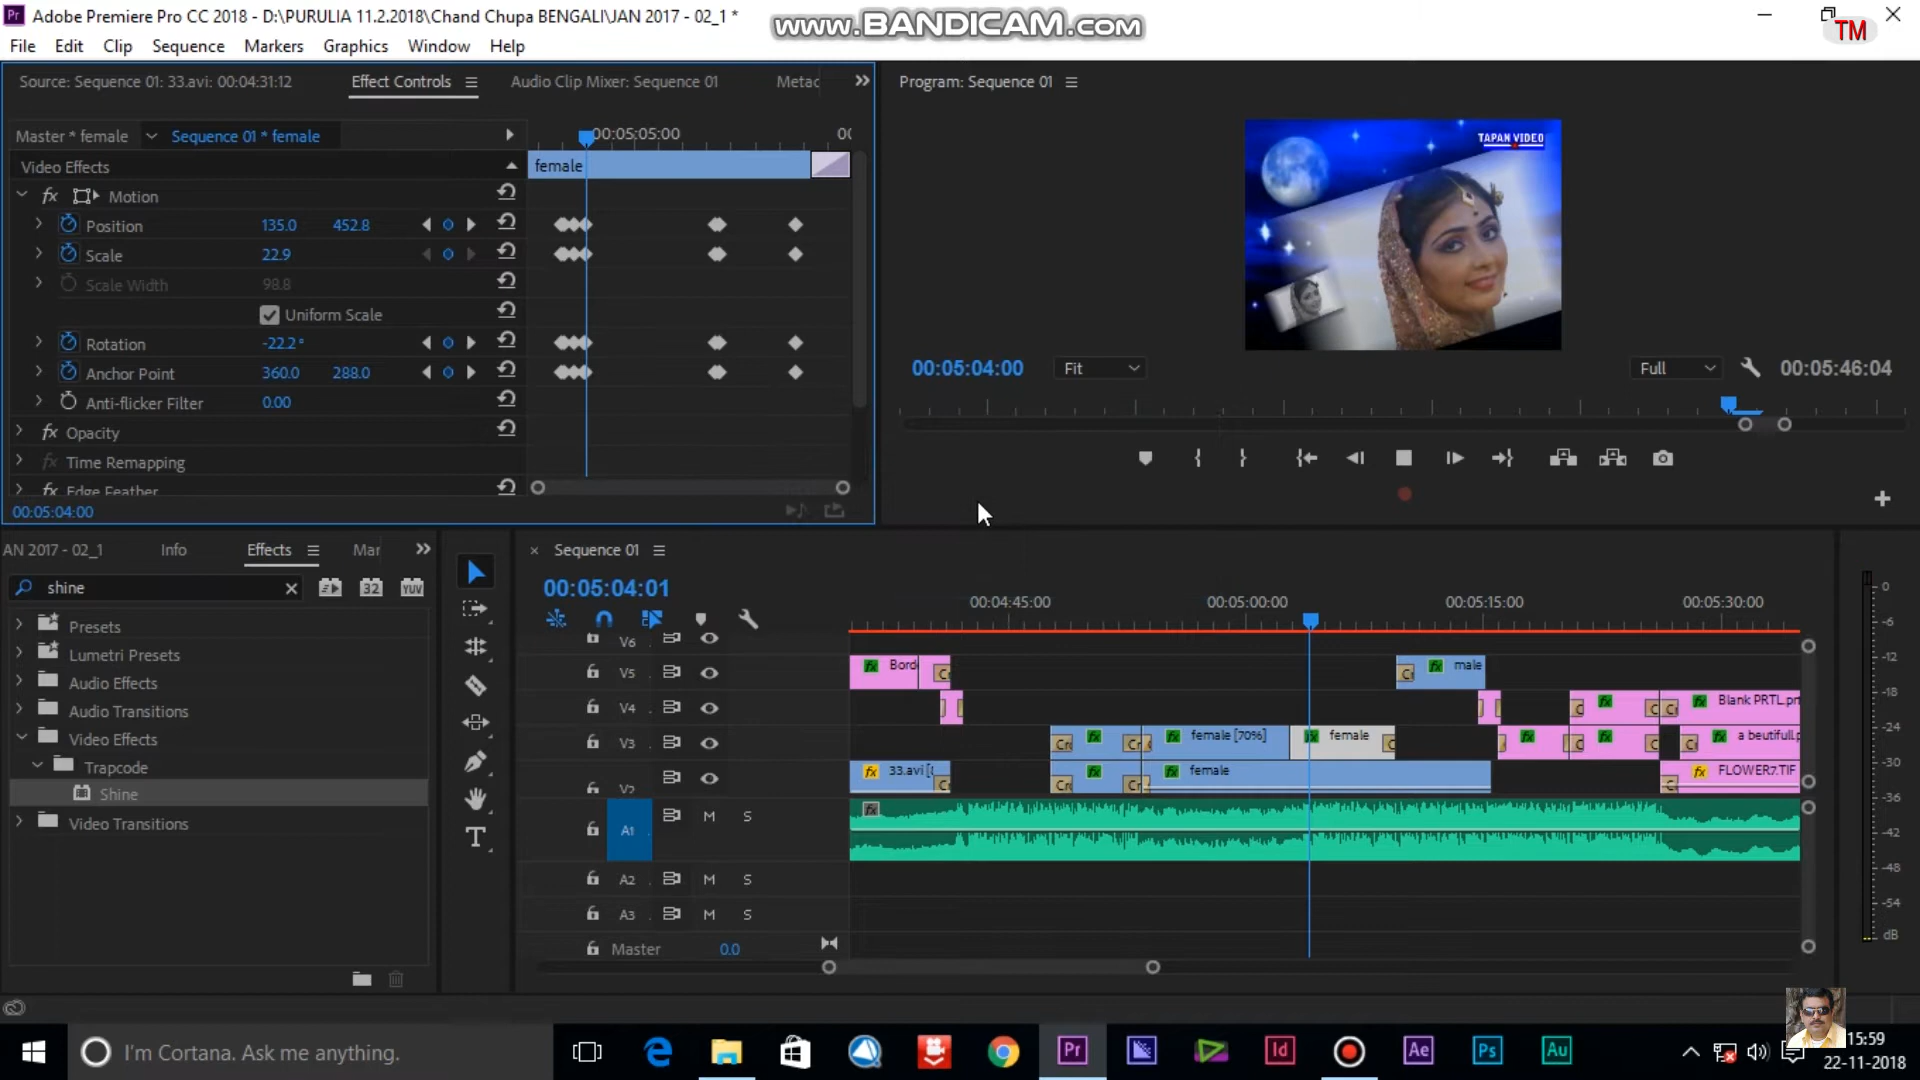 Adobe Premiere Pro CC 2018 - D:\PURULIA 11.2.2018\Chand Chupa BENGALI\JAN 2017 - 02_1 *
www.BANDICAM.com
TM
File Edit Clip Sequence Markers Graphics Window Help
Source: Sequence 01: 33.avi: 00:04:31:12
Effect Controls
Audio Clip Mixer: Sequence 01
Metac
Program: Sequence 01
Master * female
Sequence 01 * female
00:05:05:00
Video Effects
female
Motion
Position 135.0 452.8
Scale 22.9
Scale Width 98.8
Uniform Scale
Rotation -22.2°
Anchor Point 360.0 288.0
Anti-flicker Filter 0.00
Opacity
Time Remapping
Edge Feather
00:05:04:00
TAPAN VIDEO
00:05:04:00 Fit Full 00:05:46:04
AN 2017 - 02_1 Info Effects Mar
shine
32 YUV
Presets
Lumetri Presets
Audio Effects
Audio Transitions
Video Effects
Trapcode
Shine
Video Transitions
Sequence 01
00:05:04:01
00:04:45:00 00:05:00:00 00:05:15:00 00:05:30:00
V6
V5 Bord male
V4 Blank PRTL.pr
V3 female [70%] female a beutifull.p
V2 33.avi [ female FLOWER7.TIF
A1 M S
A2 M S
A3 M S
Master 0.0
0
-6
-12
-18
-24
-30
-36
-42
-48
-54
dB
I'm Cortana. Ask me anything.
Pr Id Ae Ps Au
15:59
22-11-2018